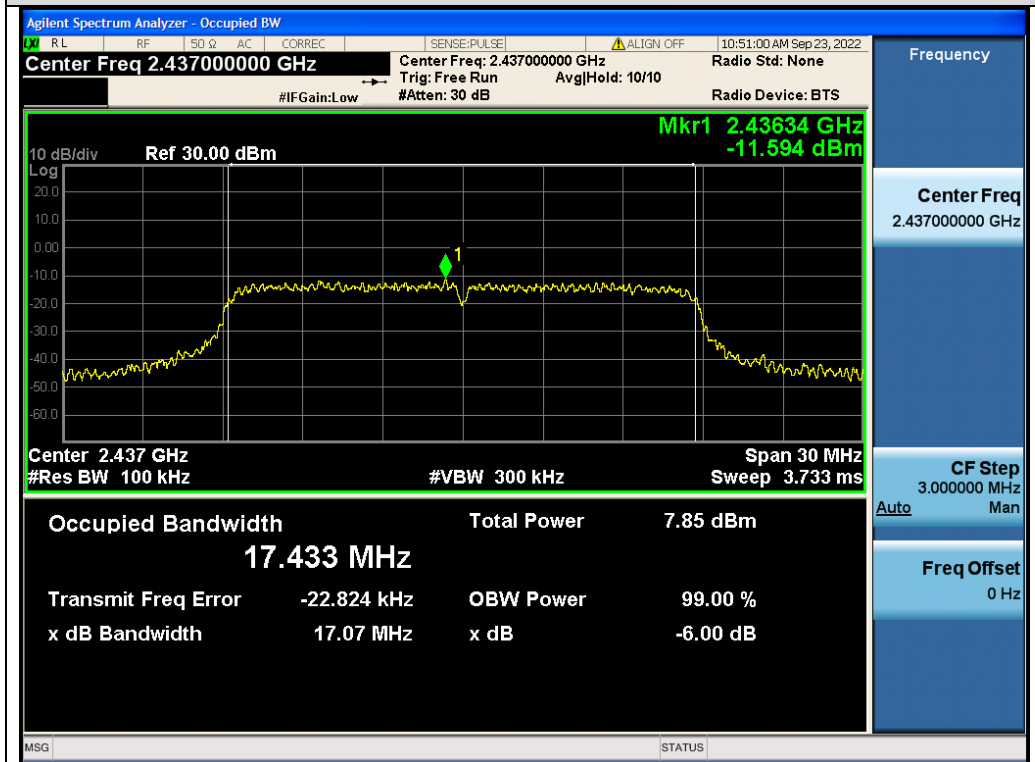 Agilent Spectrum Analyzer - Occupied BW
LXI RL RF 50 Ω AC CORREC SENSE:PULSE ALIGN OFF 10:51:00 AM Sep 23, 2022
Center Freq 2.437000000 GHz
#IFGain:Low
Center Freq: 2.437000000 GHz
Trig: Free Run Avg|Hold: 10/10
#Atten: 30 dB
Radio Std: None
Radio Device: BTS
Mkr1 2.43634 GHz
-11.594 dBm
10 dB/div Ref 30.00 dBm
Log
20.0
10.0
0.00
-10.0
-20.0
-30.0
-40.0
-50.0
-60.0
1
Center 2.437 GHz Span 30 MHz
#Res BW 100 kHz #VBW 300 kHz Sweep 3.733 ms
Occupied Bandwidth Total Power 7.85 dBm
17.433 MHz
Transmit Freq Error -22.824 kHz OBW Power 99.00 %
x dB Bandwidth 17.07 MHz x dB -6.00 dB
Frequency
Center Freq
2.437000000 GHz
CF Step
3.000000 MHz
Auto Man
Freq Offset
0 Hz
MSG STATUS